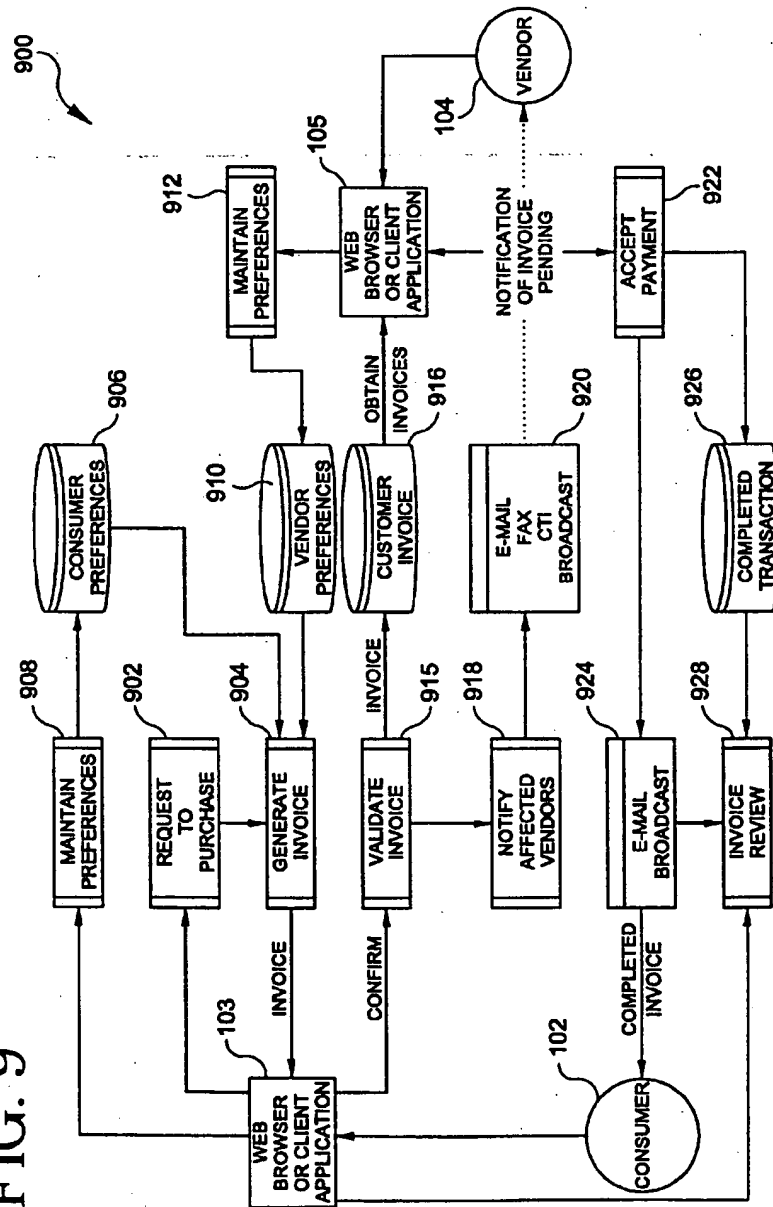 FIG. 9
900
908
MAINTAIN
PREFERENCES
906
CONSUMER
PREFERENCES
902
REQUEST
TO
PURCHASE
912
MAINTAIN
PREFERENCES
904
GENERATE
INVOICE
910
VENDOR
PREFERENCES
103
WEB
BROWSER
OR CLIENT
APPLICATION
INVOICE
105
WEB
BROWSER
OR CLIENT
APPLICATION
CONFIRM
915
VALIDATE
INVOICE
INVOICE
916
CUSTOMER
INVOICE
OBTAIN
INVOICES
104
VENDOR
918
NOTIFY
AFFECTED
VENDORS
920
E-MAIL
FAX
CTI
BROADCAST
NOTIFICATION
OF INVOICE
PENDING
102
CONSUMER
COMPLETED
INVOICE
924
E-MAIL
BROADCAST
922
ACCEPT
PAYMENT
928
INVOICE
REVIEW
926
COMPLETED
TRANSACTION